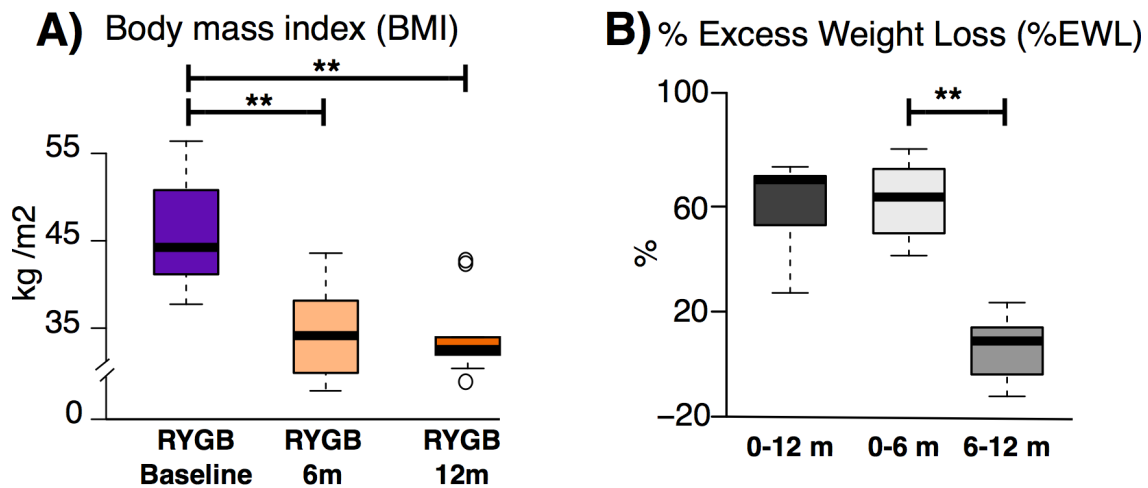 A) Body mass index (BMI)
**
**
55
45
35
0
kg /m2
RYGB Baseline
RYGB 6m
RYGB 12m
B) % Excess Weight Loss (%EWL)
**
100
60
20
−20
%
0-12 m
0-6 m
6-12 m